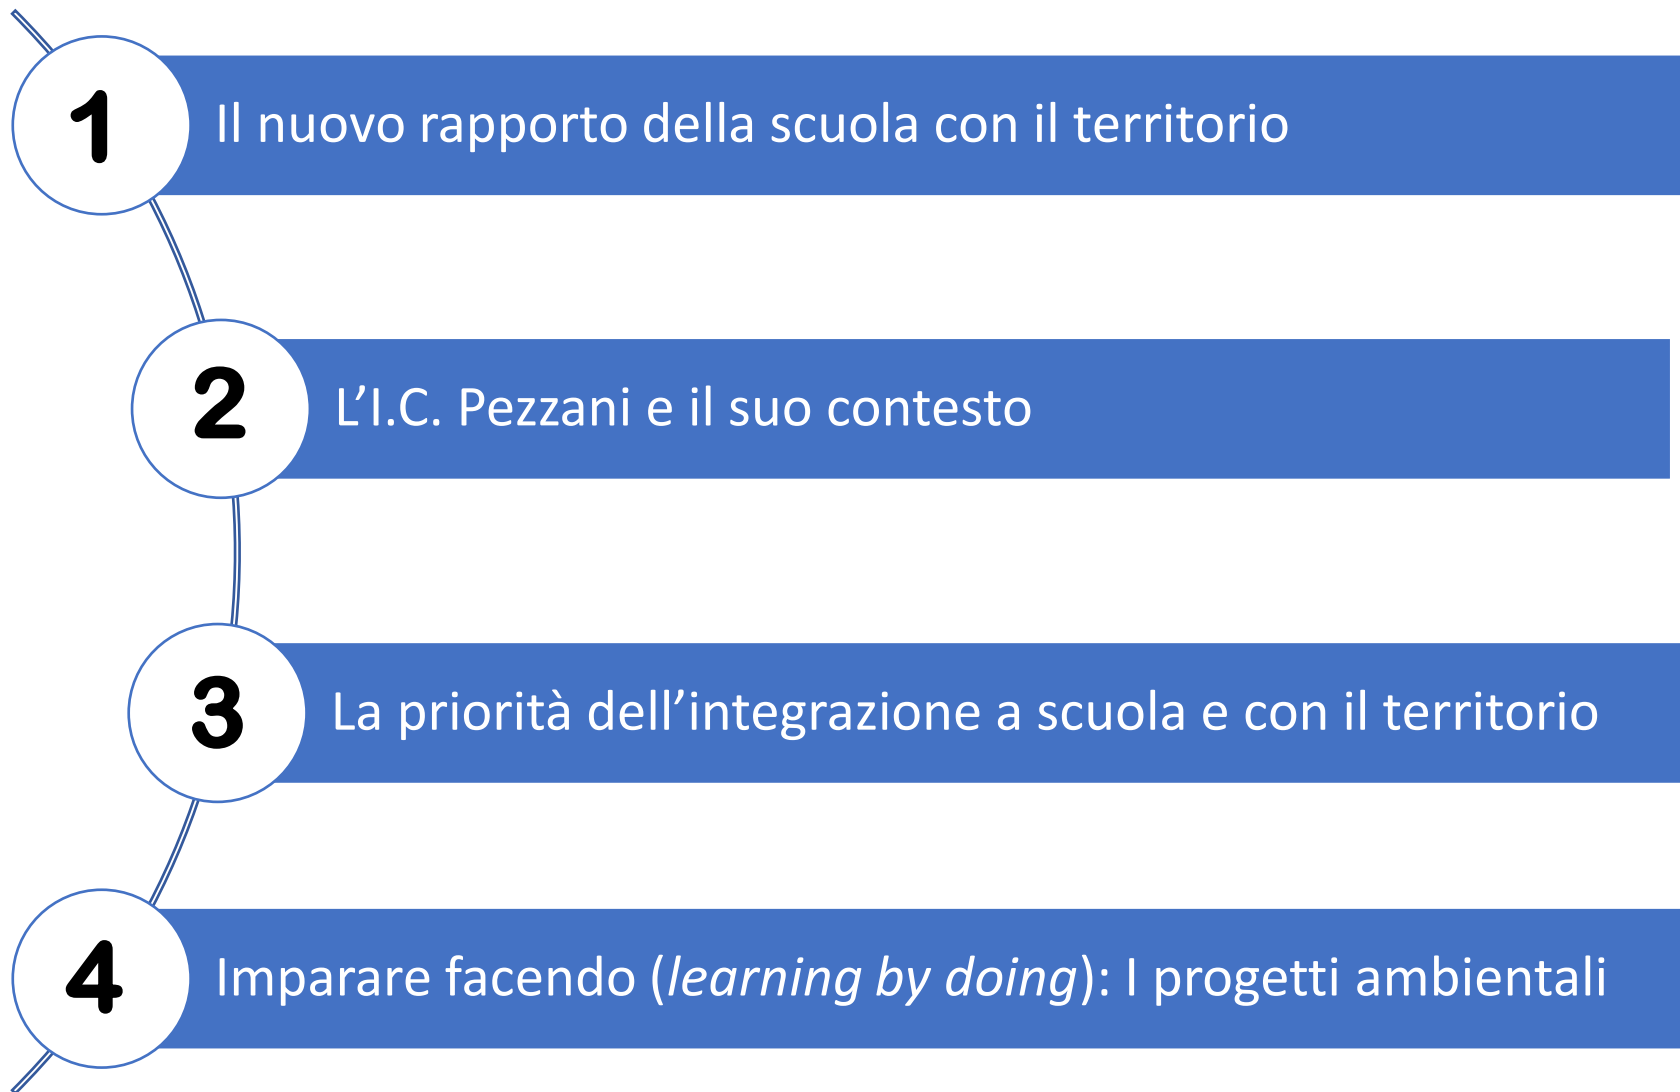 1
Il nuovo rapporto della scuola con il territorio
2
L’I.C. Pezzani e il suo contesto
3
La priorità dell’integrazione a scuola e con il territorio
4
Imparare facendo (learning by doing): I progetti ambientali